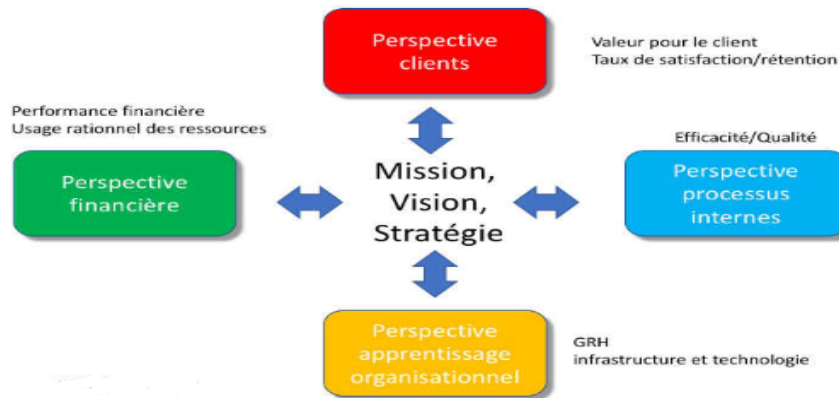 Perspective
clients
Valeur pour le client
Taux de satisfaction/rétention
Performance financière
Usage rationnel des ressources
Efficacité/Qualité
Perspective
financière
Mission,
Vision,
Stratégie
Perspective
processus
internes
Perspective
apprentissage
organisationnel
GRH
infrastructure et technologie